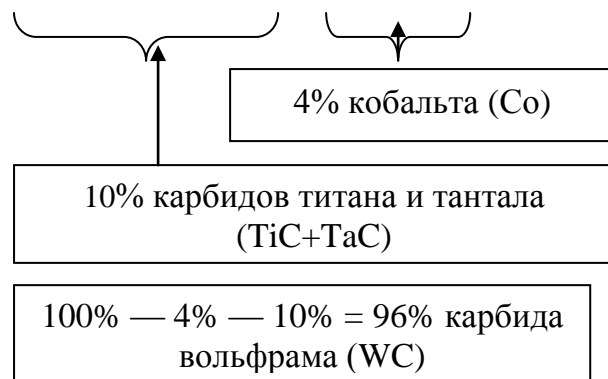 4% кобальта (Co)
10% карбидов титана и тантала
(TiC+TaC)
100% — 4% — 10% = 96% карбида
вольфрама (WC)